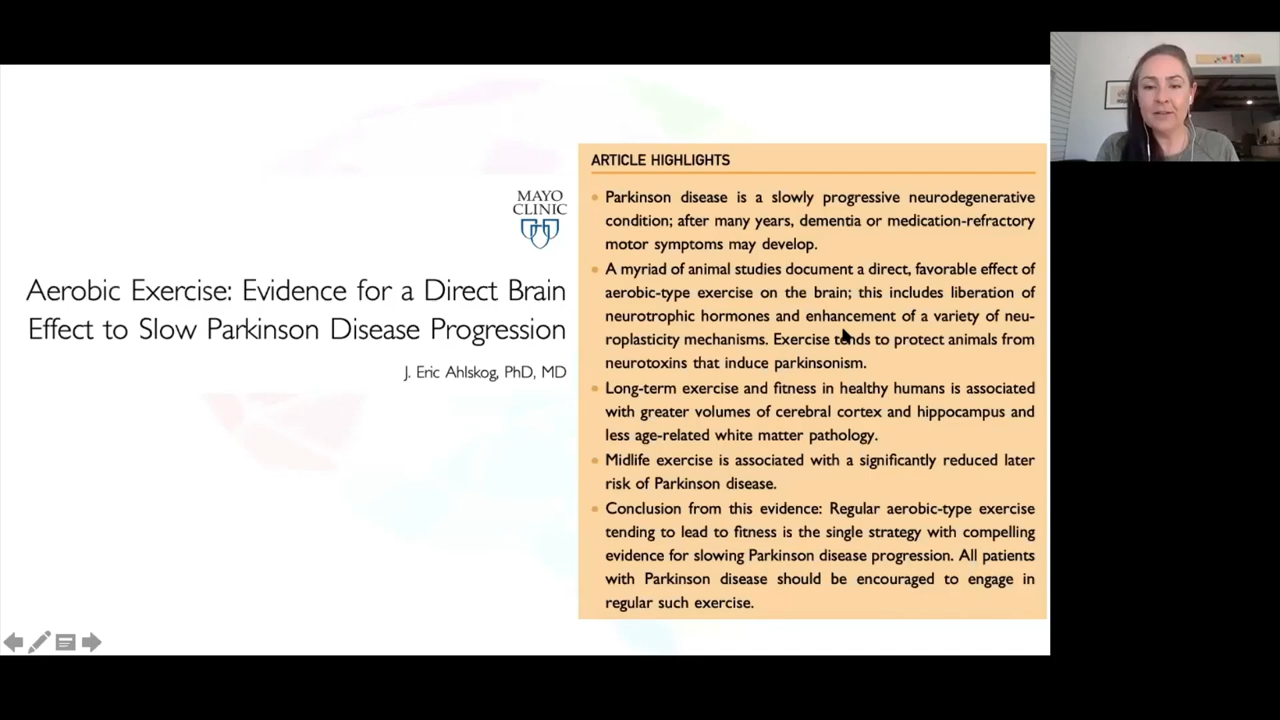 MAYO
CLINIC
Aerobic Exercise: Evidence for a Direct Brain
Effect to Slow Parkinson Disease Progression
J. Eric Ahlskog, PhD, MD
ARTICLE HIGHLIGHTS
Parkinson disease is a slowly progressive neurodegenerative
condition; after many years, dementia or medication-refractory
motor symptoms may develop.
A myriad of animal studies document a direct, favorable effect of
aerobic-type exercise on the brain; this includes liberation of
neurotrophic hormones and enhancement of a variety of neu-
roplasticity mechanisms. Exercise tends to protect animals from
neurotoxins that induce parkinsonism.
Long-term exercise and fitness in healthy humans is associated
with greater volumes of cerebral cortex and hippocampus and
less age-related white matter pathology.
Midlife exercise is associated with a significantly reduced later
risk of Parkinson disease.
Conclusion from this evidence: Regular aerobic-type exercise
tending to lead to fitness is the single strategy with compelling
evidence for slowing Parkinson disease progression. All patients
with Parkinson disease should be encouraged to engage in
regular such exercise.